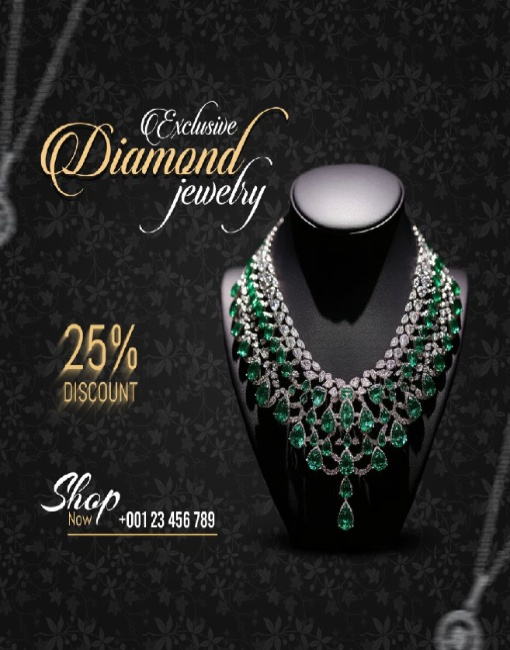 Exclusive
Diamond
jewelry
25%
DISCOUNT
Shop
Now +001 23 456 789